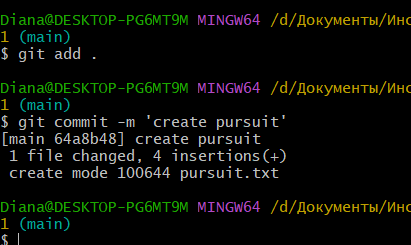 Diana@DESKTOP-PG6MT9M MINGW64 /d/Документы/Инс
1 (main)
$ git add .
Diana@DESKTOP-PG6MT9M MINGW64 /d/Документы/Инс
1 (main)
$ git commit -m 'create pursuit'
[main 64a8b48] create pursuit
1 file changed, 4 insertions(+)
create mode 100644 pursuit.txt
Diana@DESKTOP-PG6MT9M MINGW64 /d/Документы/Инс
1 (main)
$